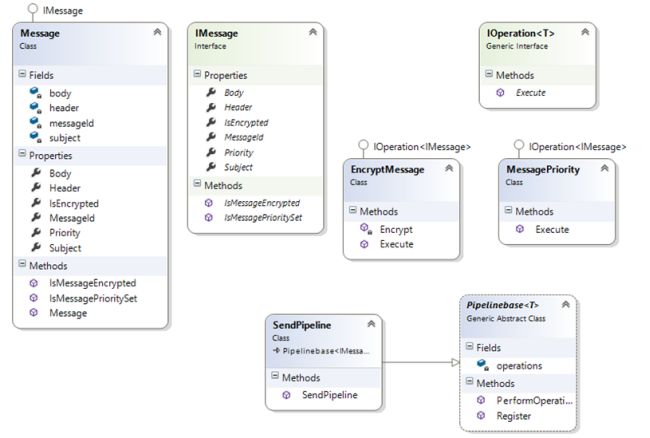 IMessage
Message
Class
Fields
body
header
messageId
subject
Properties
Body
Header
IsEncrypted
MessageId
Priority
Subject
Methods
IsMessageEncrypted
IsMessagePrioritySet
Message
IMessage
Interface
Properties
Body
Header
IsEncrypted
MessageId
Priority
Subject
Methods
IsMessageEncrypted
IsMessagePrioritySet
IOperation<T>
Generic Interface
Methods
Execute
IOperation<IMessage>
EncryptMessage
Class
Methods
Encrypt
Execute
IOperation<IMessage>
MessagePriority
Class
Methods
Execute
SendPipeline
Class
Pipelinebase<IMessa...
Methods
SendPipeline
Pipelinebase<T>
Generic Abstract Class
Fields
operations
Methods
PerformOperati...
Register